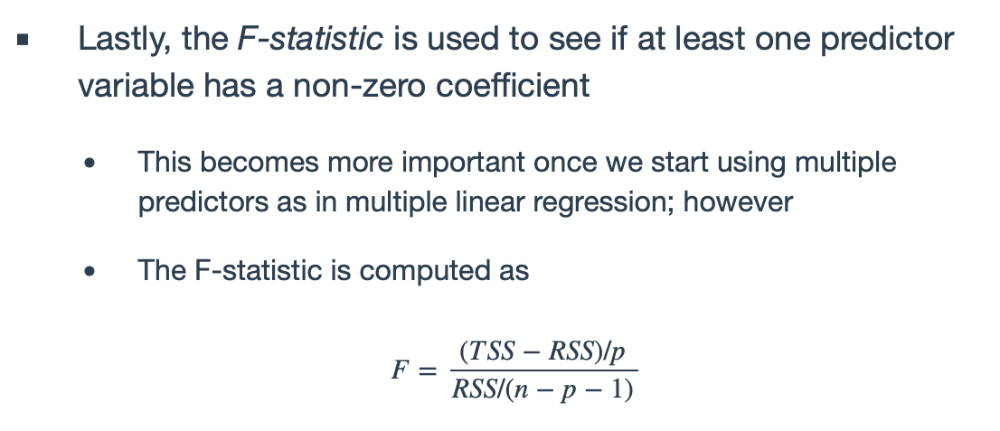 ▪ Lastly, the F-statistic is used to see if at least one predictor
variable has a non-zero coefficient
• This becomes more important once we start using multiple
predictors as in multiple linear regression; however
• The F-statistic is computed as
F = (TSS − RSS)/p
RSS/(n − p − 1)